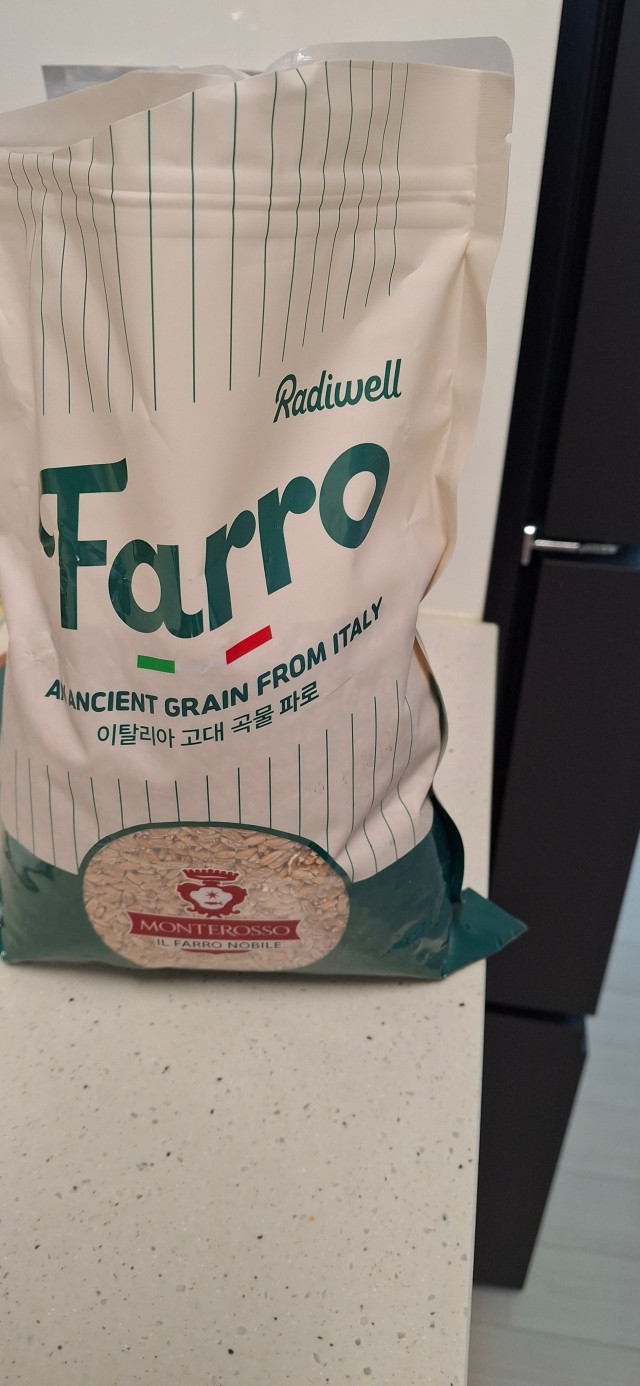 Radiwell
Farro
AN ANCIENT GRAIN FROM ITALY
이탈리아 고대 곡물 파로
MONTEROSSO
IL FARRO NOBILE